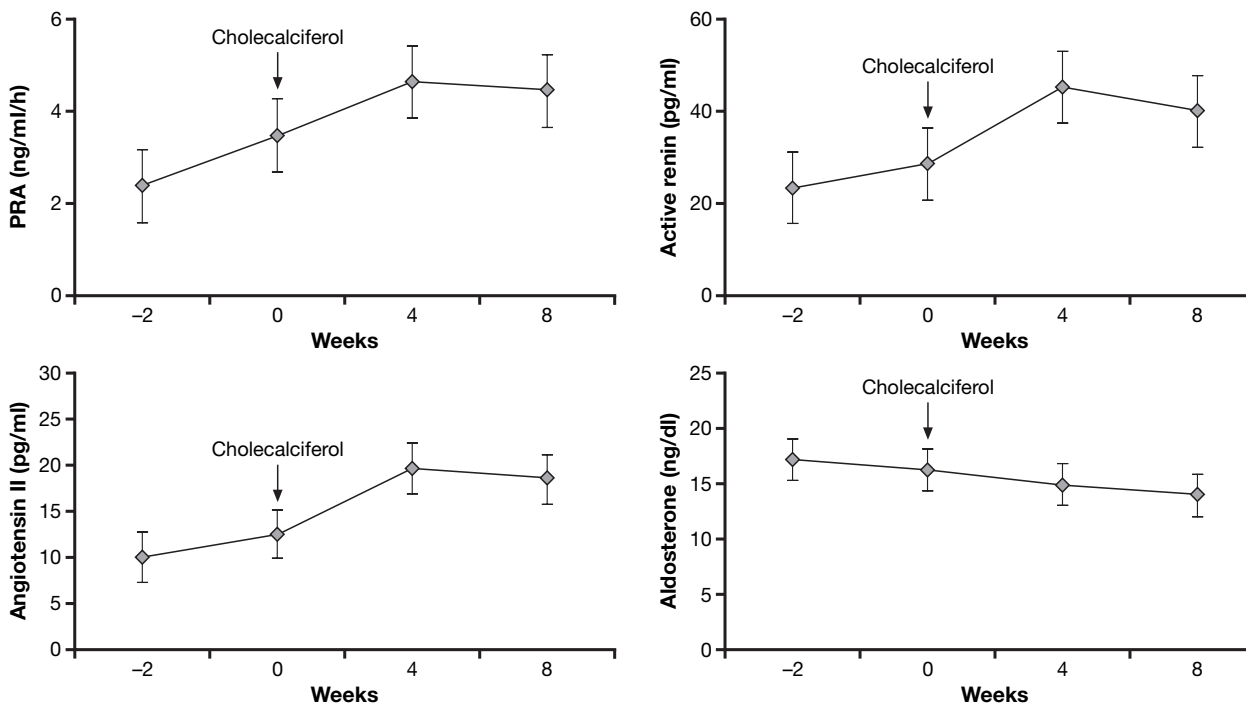 6
4
2
0
PRA (ng/ml/h)
Cholecalciferol
–2 0 4 8
Weeks
60
40
20
0
Active renin (pg/ml)
Cholecalciferol
–2 0 4 8
Weeks
30
25
20
15
10
5
0
Angiotensin II (pg/ml)
Cholecalciferol
–2 0 4 8
Weeks
25
20
15
10
5
0
Aldosterone (ng/dl)
Cholecalciferol
–2 0 4 8
Weeks